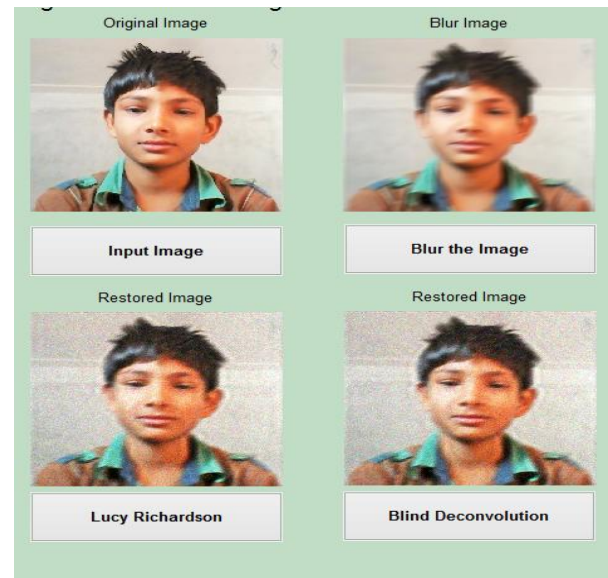 Original Image
Blur Image
Input Image
Blur the Image
Restored Image
Restored Image
Lucy Richardson
Blind Deconvolution